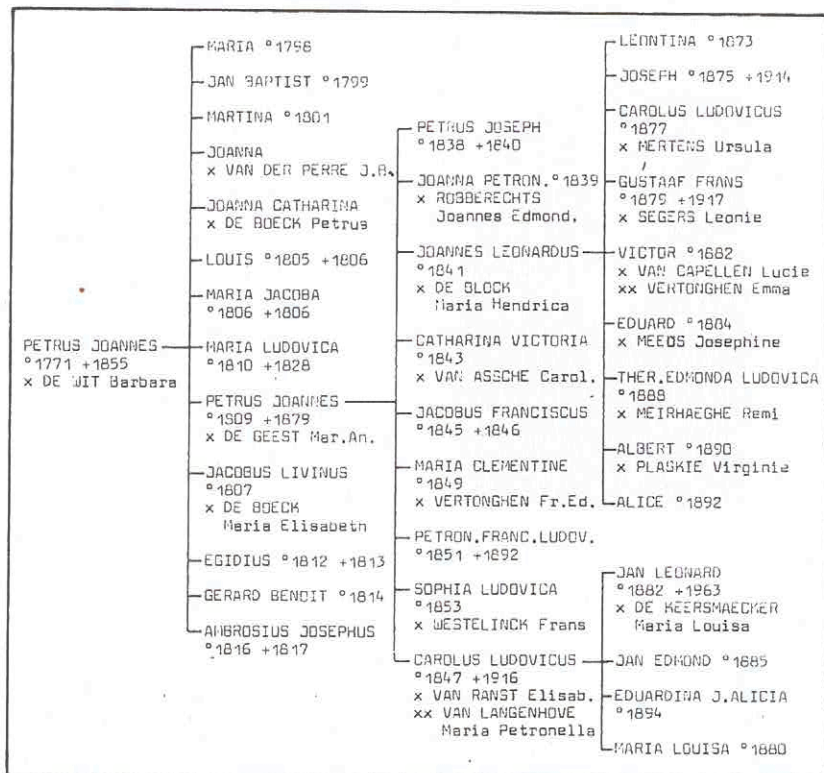 PETRUS JOANNES
°1771 +1855
x DE WIT Barbara
MARIA °1798
JAN BAPTIST °1799
MARTINA °1801
JOANNA
x VAN DER PERRE J.B.
JOANNA CATHARINA
x DE BOECK Petrus
LOUIS °1805 +1806
MARIA JACOBA
°1806 +1806
MARIA LUDOVICA
°1810 +1828
PETRUS JOANNES
°1809 +1879
x DE GEEST Mar.An.
JACOBUS LIVINUS
°1807
x DE BOECK
Maria Elisabeth
EGIDIUS °1812 +1813
GERARD BENOIT °1814
AMBROSIUS JOSEPHUS
°1816 +1817
PETRUS JOSEPH
°1838 +1840
JOANNA PETRON. °1839
x ROBBERECHTS
Joannes Edmond.
JOANNES LEONARDUS
°1841
x DE BLOCK
Maria Hendrica
CATHARINA VICTORIA
°1843
x VAN ASSCHE Carol.
JACOBUS FRANCISCUS
°1845 +1846
MARIA CLEMENTINE
°1849
x VERTONGHEN Fr.Ed.
PETRON.FRANC.LUDOV.
°1851 +1892
SOPHIA LUDOVICA
°1853
x WESTELINCK Frans
CAROLUS LUDOVICUS
°1847 +1916
x VAN RANST Elisab.
xx VAN LANGENHOVE
Maria Petronella
LEONTINA °1873
JOSEPH °1875 +1914
CAROLUS LUDOVICUS
°1877
x MERTENS Ursula
GUSTAAF FRANS
°1879 +1917
x SEGERS Leonie
VICTOR °1882
x VAN CAPELLEN Lucie
xx VERTONGHEN Emma
EDUARD °1884
x MEEOS Josephine
THER.EDMONDA LUDOVICA
°1888
x MEIRHAEGHE Remi
ALBERT °1890
x PLASKIE Virginie
ALICE °1892
JAN LEONARD
°1882 +1963
x DE KEERSMAECKER
Maria Louisa
JAN EDMOND °1885
EDUARDINA J.ALICIA
°1894
MARIA LOUISA °1880